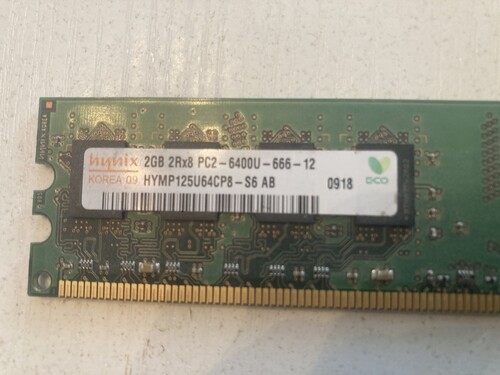 hynix 2GB 2Rx8 PC2-6400U-666-12
KOREA 09 HYMP125U64CP8-S6 AB 0918
ECO